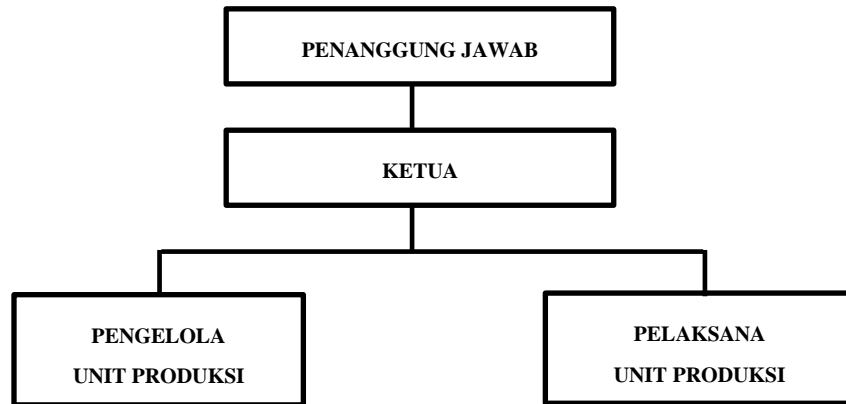 PENANGGUNG JAWAB
KETUA
PENGELOLA
UNIT PRODUKSI
PELAKSANA
UNIT PRODUKSI